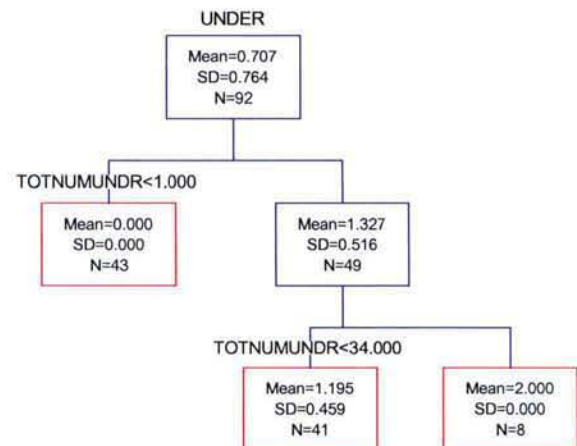 UNDER
Mean=0.707
SD=0.764
N=92
TOTNUMUNDR<1.000
Mean=0.000
SD=0.000
N=43
Mean=1.327
SD=0.516
N=49
TOTNUMUNDR<34.000
Mean=1.195
SD=0.459
N=41
Mean=2.000
SD=0.000
N=8